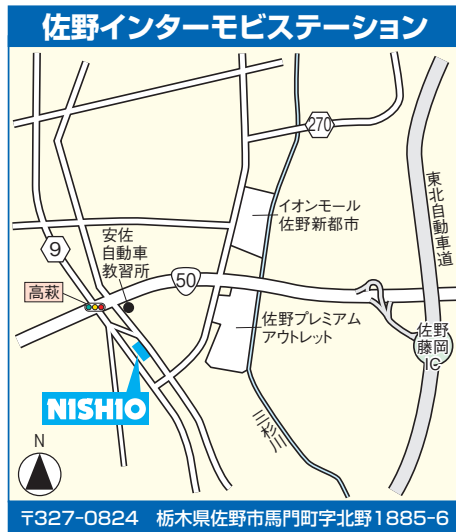 佐野インターモビステーション
270
イオンモール
佐野新都市
東北自動車道
9
安佐
自動車
教習所
50
高萩
佐野プレミアム
アウトレット
佐野
藤岡
IC
NISHIO
三杉川
N
〒327-0824 栃木県佐野市馬門町字北野1885-6